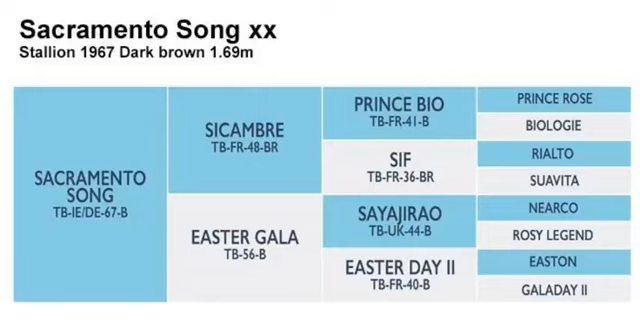 Sacramento Song xx
Stallion 1967 Dark brown 1.69m
SACRAMENTO
SONG
TB-IE/DE-67-B
SICAMBRE
TB-FR-48-BR
EASTER GALA
TB-56-B
PRINCE BIO
TB-FR-41-B
SIF
TB-FR-36-BR
SAYAJIRAO
TB-UK-44-B
EASTER DAY II
TB-FR-40-B
PRINCE ROSE
BIOLOGIE
RIALTO
SUAVITA
NEARCO
ROSY LEGEND
EASTON
GALADAY II